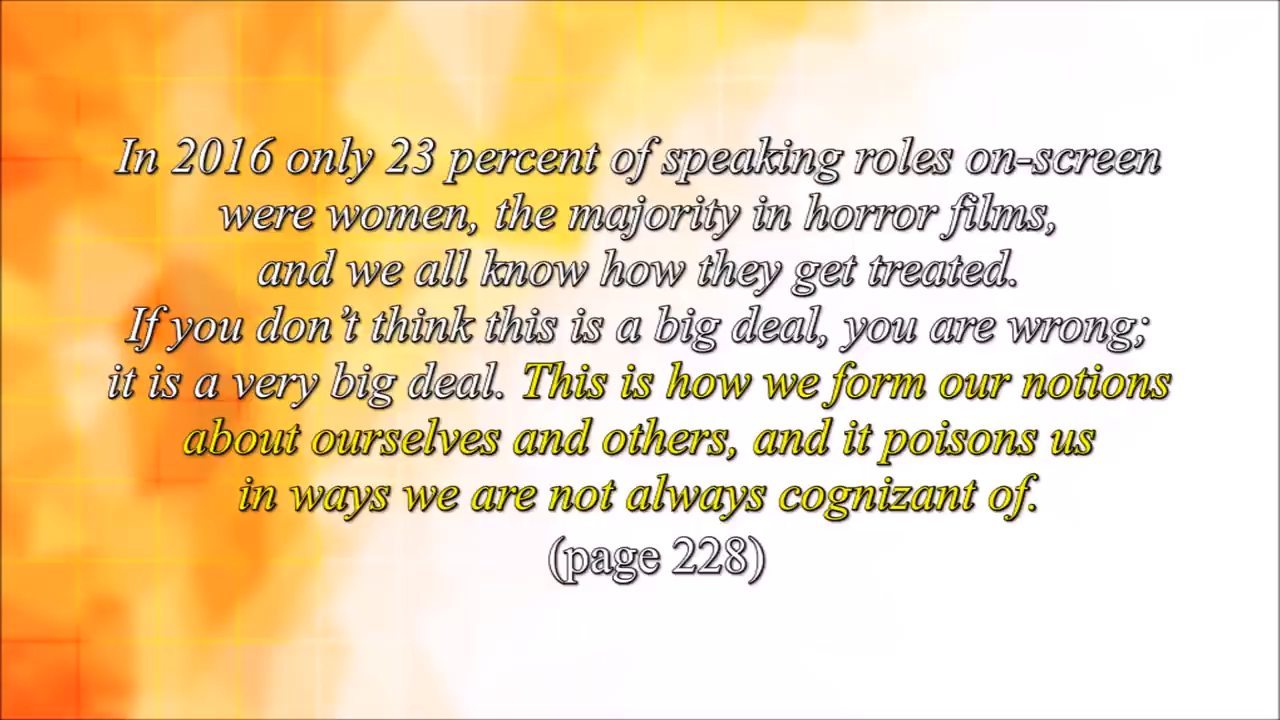 In 2016 only 23 percent of speaking roles on-screen
were women, the majority in horror films,
and we all know how they get treated.
If you don’t think this is a big deal, you are wrong;
it is a very big deal. This is how we form our notions
about ourselves and others, and it poisons us
in ways we are not always cognizant of.
(page 228)